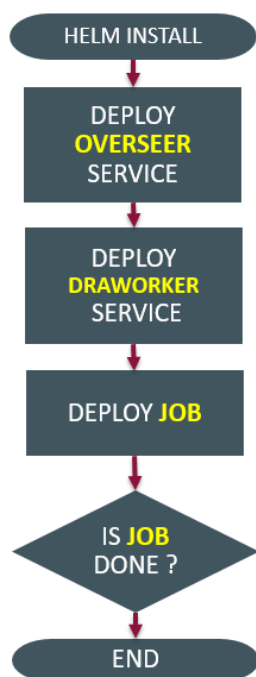 HELM INSTALL
DEPLOY
OVERSEER
SERVICE
DEPLOY
DRAWORKER
SERVICE
DEPLOY JOB
IS JOB
DONE ?
END